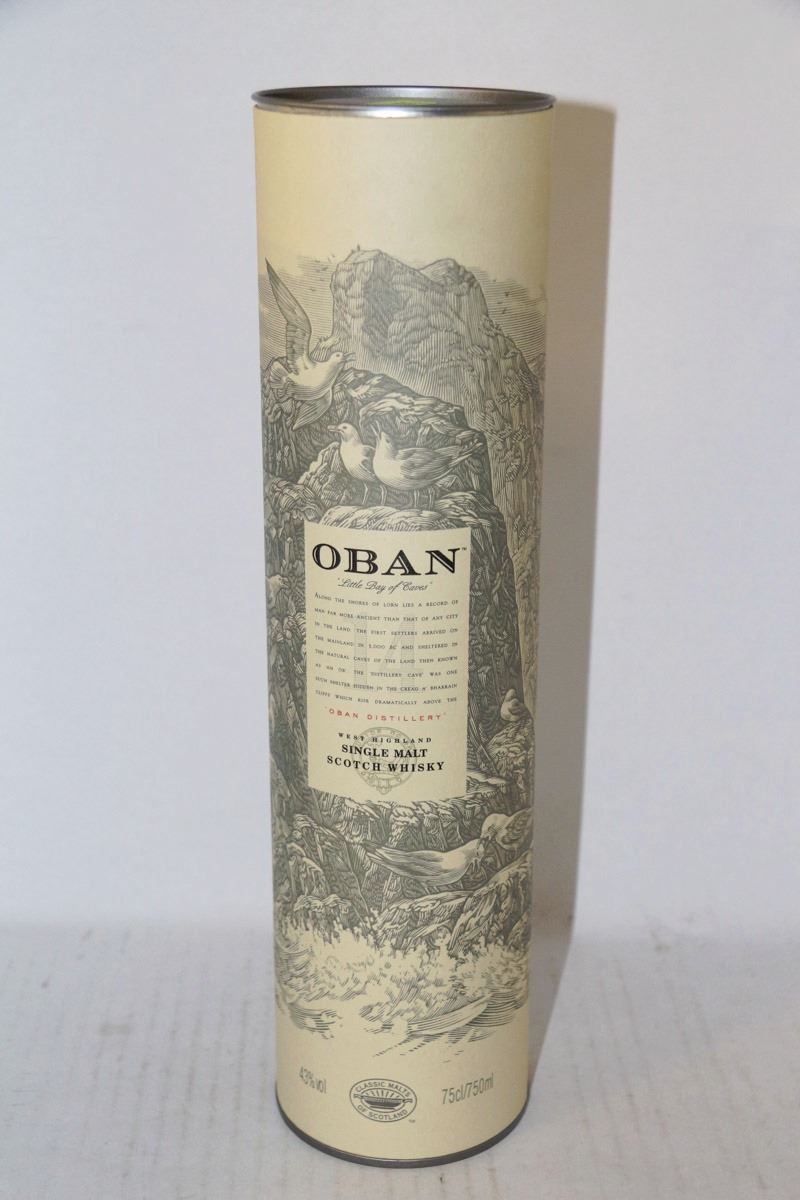 OBAN™
"Little Bay of Caves"
ALONG THE SHORES OF LORN LIES A RECORD OF
MAN FAR MORE ANCIENT THAN THAT OF ANY CITY
IN THE LAND. THE FIRST SETTLERS ARRIVED ON
THE MAINLAND IN 5,000 BC AND SHELTERED IN
THE NATURAL CAVES OF THE LAND THEN KNOWN
AS 'AN OB'. THE 'DISTILLERY CAVE' WAS ONE
SUCH SHELTER HIDDEN IN THE CREAG A' BHARRAIN
CLIFFS WHICH RISE DRAMATICALLY ABOVE THE
"OBAN DISTILLERY"
WEST HIGHLAND
SINGLE MALT
SCOTCH WHISKY
43% vol
CLASSIC MALTS
OF SCOTLAND™
75cl/750ml